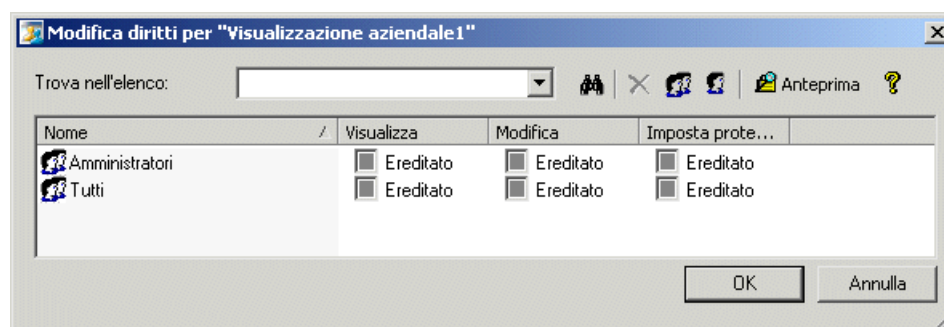 Modifica diritti per "Visualizzazione aziendale1"
Trova nell'elenco: Anteprima
Nome Visualizza Modifica Imposta prote...
Amministratori Ereditato Ereditato Ereditato
Tutti Ereditato Ereditato Ereditato
OK Annulla